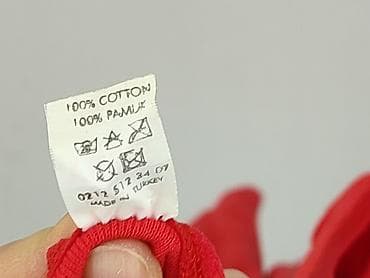 100% COTTON
100% PAMUK
0212 512 34 07
MADE IN TURKEY